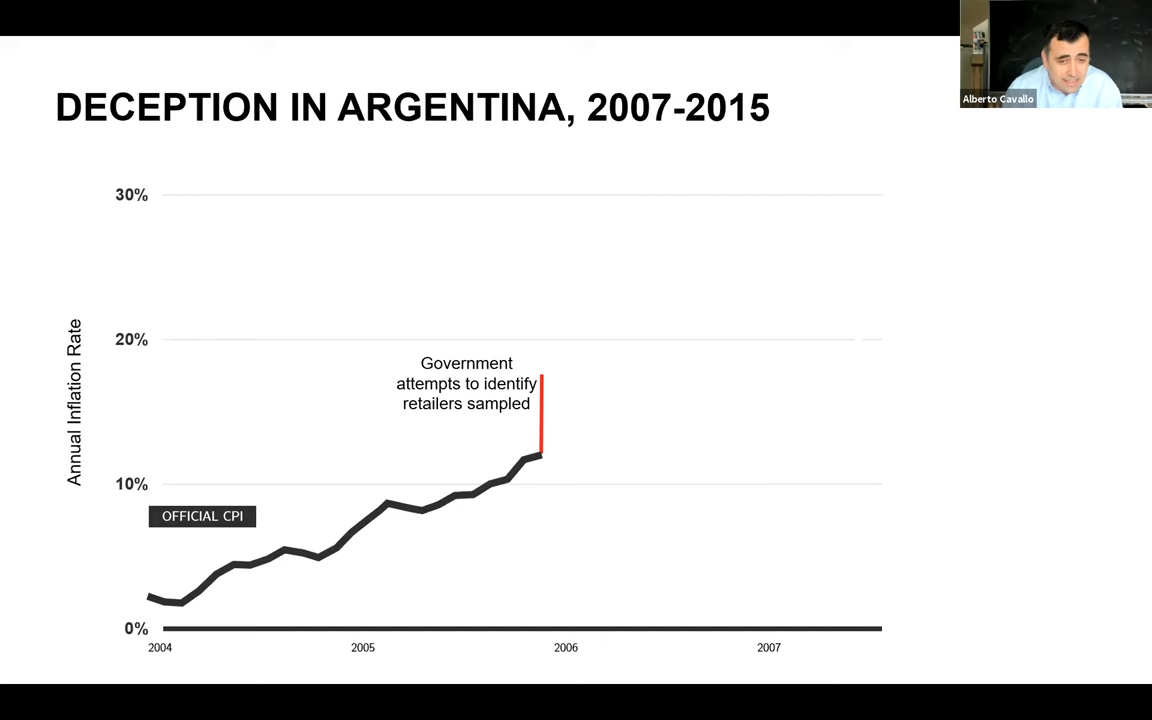 DECEPTION IN ARGENTINA, 2007-2015
Alberto Cavallo
30%
20%
10%
0%
Annual Inflation Rate
Government
attempts to identify
retailers sampled
OFFICIAL CPI
2004
2005
2006
2007